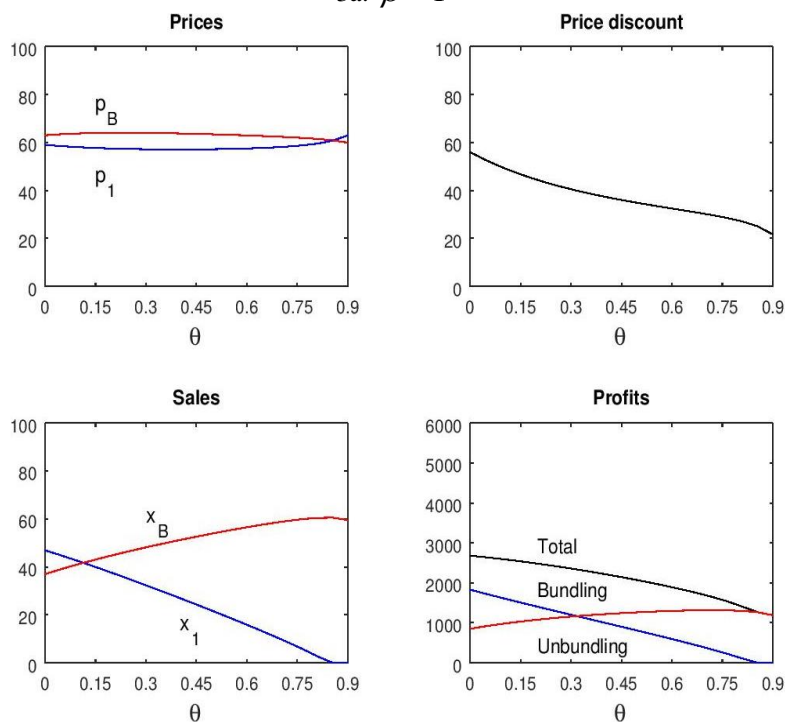 Prices
100
80
60
40
20
0
p_B
p_1
0 0.15 0.3 0.45 0.6 0.75 0.9
θ
Price discount
100
80
60
40
20
0
0 0.15 0.3 0.45 0.6 0.75 0.9
θ
Sales
100
80
60
40
20
0
x_B
x_1
0 0.15 0.3 0.45 0.6 0.75 0.9
θ
Profits
6000
5000
4000
3000
2000
1000
0
Total
Bundling
Unbundling
0 0.15 0.3 0.45 0.6 0.75 0.9
θ